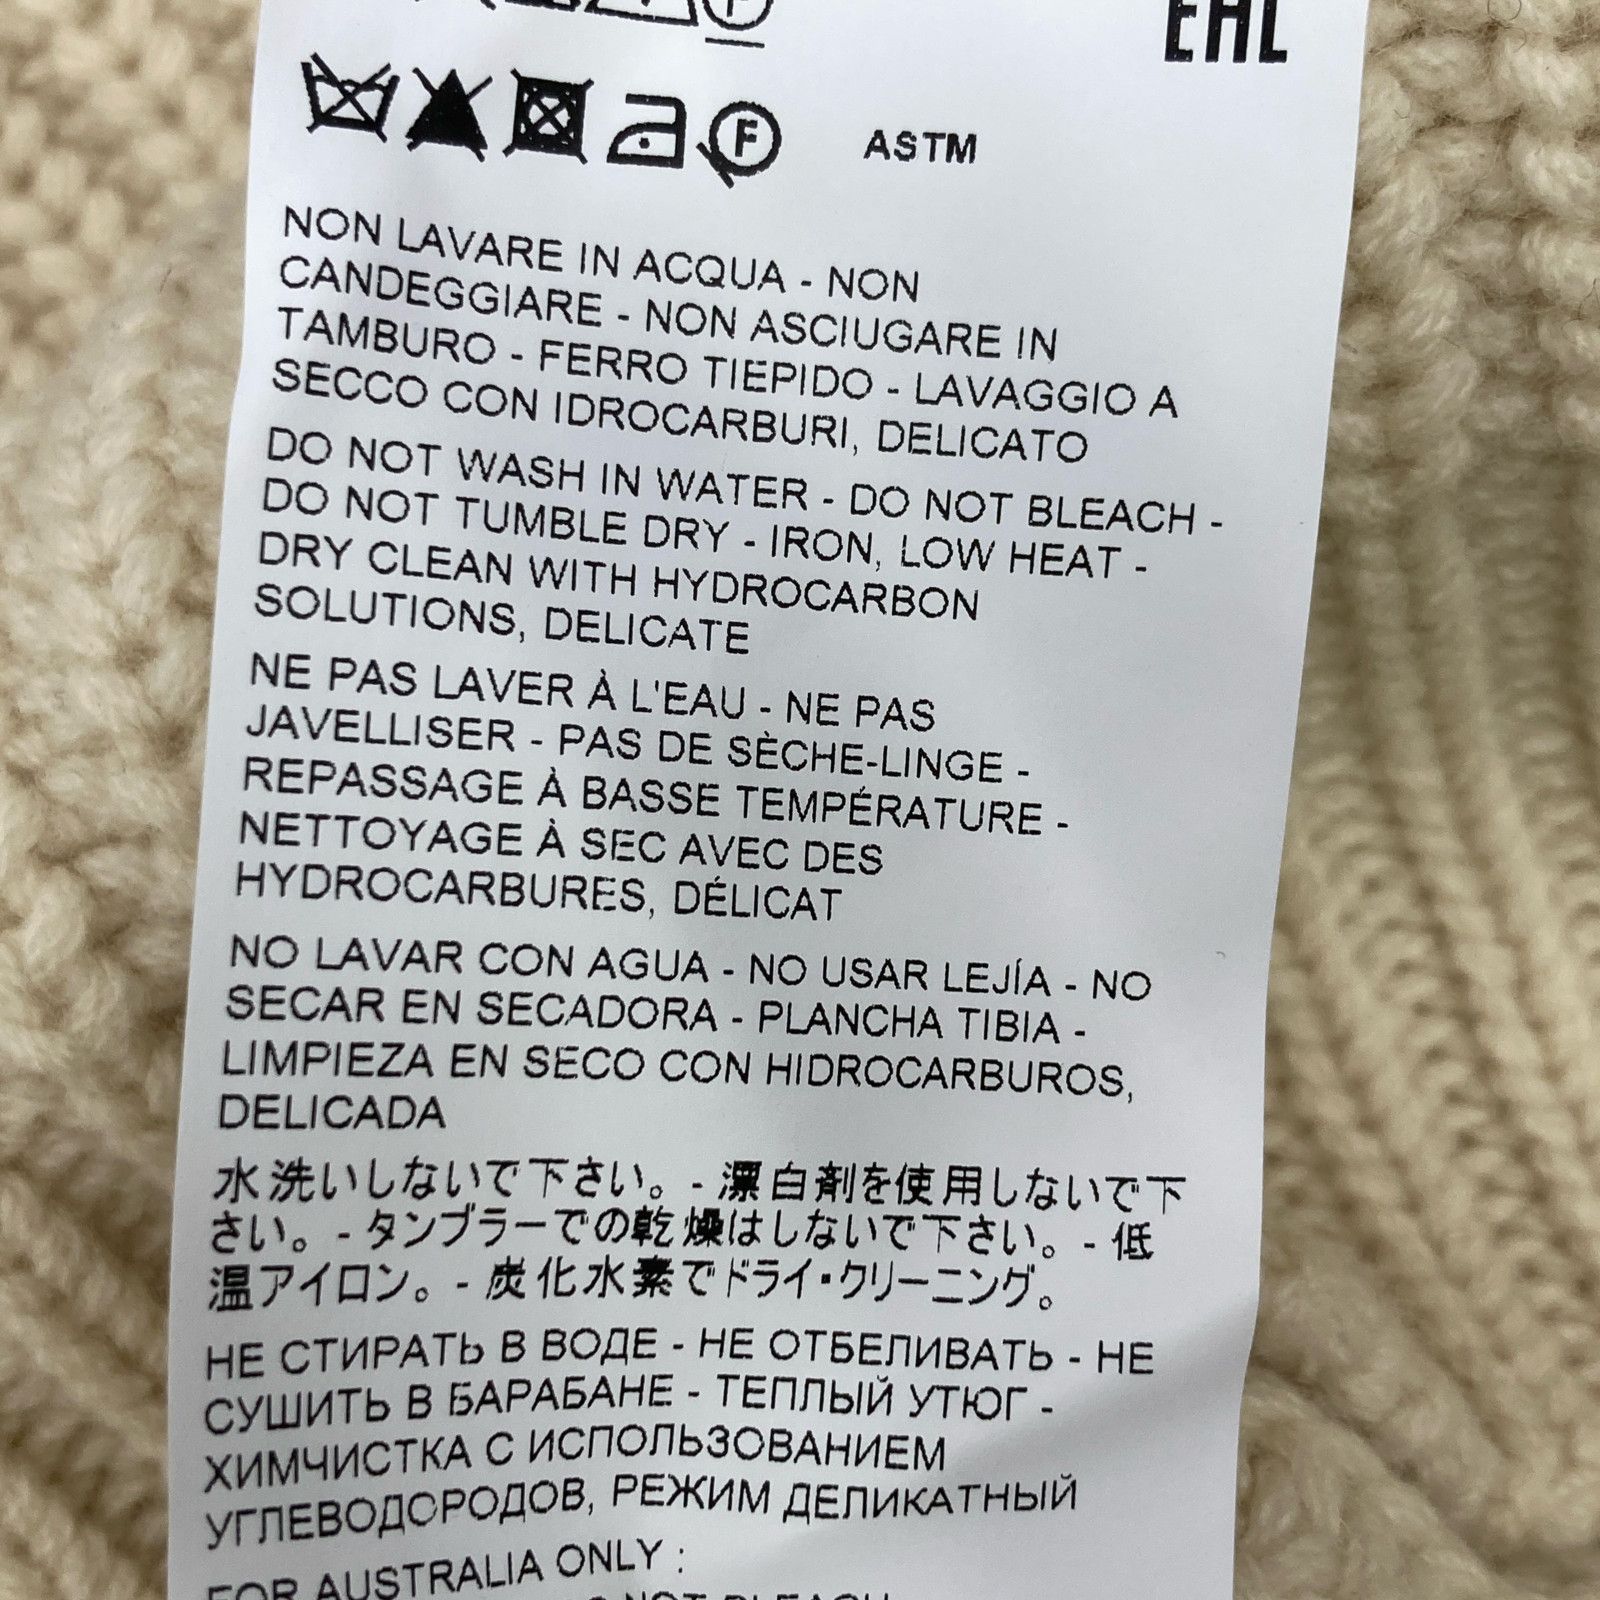 EAC
F
ASTM
NON LAVARE IN ACQUA - NON
CANDEGGIARE - NON ASCIUGARE IN
TAMBURO - FERRO TIEPIDO - LAVAGGIO A
SECCO CON IDROCARBURI, DELICATO
DO NOT WASH IN WATER - DO NOT BLEACH -
DO NOT TUMBLE DRY - IRON, LOW HEAT -
DRY CLEAN WITH HYDROCARBON
SOLUTIONS, DELICATE
NE PAS LAVER À L'EAU - NE PAS
JAVELLISER - PAS DE SÈCHE-LINGE -
REPASSAGE À BASSE TEMPÉRATURE -
NETTOYAGE À SEC AVEC DES
HYDROCARBURES, DÉLICAT
NO LAVAR CON AGUA - NO USAR LEJÍA - NO
SECAR EN SECADORA - PLANCHA TIBIA -
LIMPIEZA EN SECO CON HIDROCARBUROS,
DELICADA
水洗いしないで下さい。 - 漂白剤を使用しないで下
さい。 - タンブラーでの乾燥はしないで下さい。 - 低
温アイロン。 - 炭化水素でドライ・クリーニング。
НЕ СТИРАТЬ В ВОДЕ - НЕ ОТБЕЛИВАТЬ - НЕ
СУШИТЬ В БАРАБАНЕ - ТЕПЛЫЙ УТЮГ -
ХИМЧИСТКА С ИСПОЛЬЗОВАНИЕМ
УГЛЕВОДОРОДОВ, РЕЖИМ ДЕЛИКАТНЫЙ
FOR AUSTRALIA ONLY :
NOT BLEACH